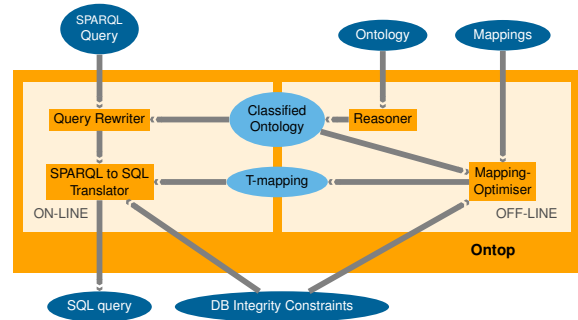 SPARQL
Query
Ontology
Mappings
Query Rewriter
Classified
Ontology
Reasoner
SPARQL to SQL
Translator
T-mapping
Mapping-
Optimiser
ON-LINE
OFF-LINE
Ontop
SQL query
DB Integrity Constraints